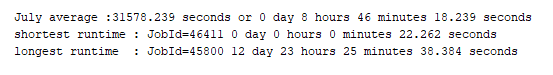 July average :31578.239 seconds or 0 day 8 hours 46 minutes 18.239 seconds
shortest runtime : JobId=46411 0 day 0 hours 0 minutes 22.262 seconds
longest runtime  : JobId=45800 12 day 23 hours 25 minutes 38.384 seconds